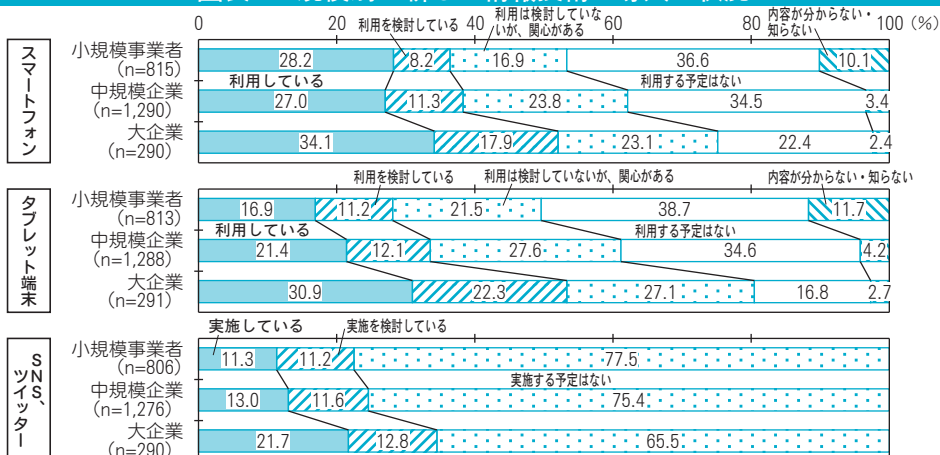 0 20 40 60 80 100 (%)
スマートフォン
利用を検討している
利用は検討していな
いが、関心がある
内容が分からない・
知らない
小規模事業者
(n=815)
28.2 8.2 16.9 36.6 10.1
利用している
利用する予定はない
中規模企業
(n=1,290)
27.0 11.3 23.8 34.5 3.4
大企業
(n=290)
34.1 17.9 23.1 22.4 2.4
タブレット端末
利用を検討している 利用は検討していないが、関心がある 内容が分からない・知らない
小規模事業者
(n=813)
16.9 11.2 21.5 38.7 11.7
利用している
利用する予定はない
中規模企業
(n=1,288)
21.4 12.1 27.6 34.6 4.2
大企業
(n=291)
30.9 22.3 27.1 16.8 2.7
SNS、
ツイッター
実施している 実施を検討している
小規模事業者
(n=806)
11.3 11.2 77.5
実施する予定はない
中規模企業
(n=1,276)
13.0 11.6 75.4
大企業
(n=290)
21.7 12.8 65.5